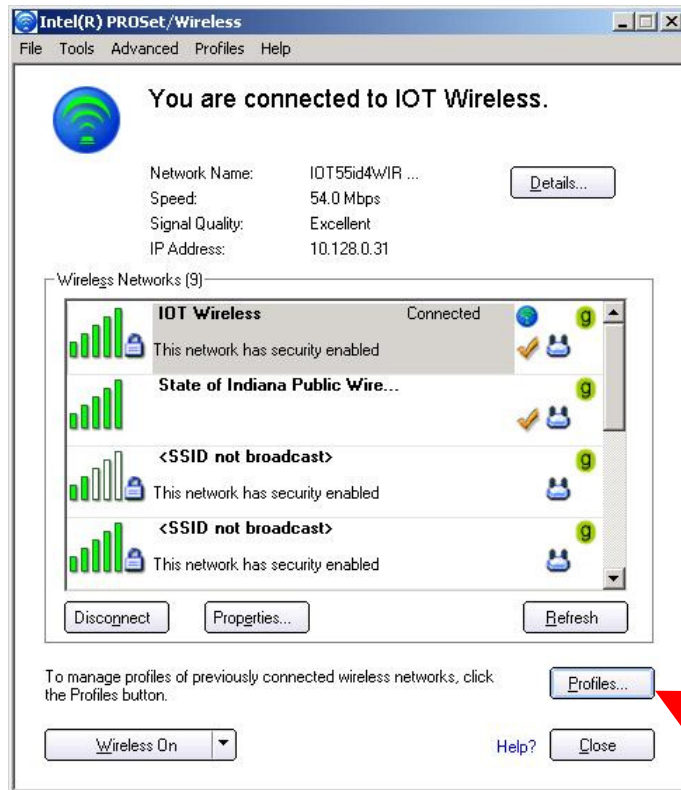 Intel(R) PROSet/Wireless
File Tools Advanced Profiles Help
You are connected to IOT Wireless.
Network Name: IOT55id4WIR ...
Details...
Speed: 54.0 Mbps
Signal Quality: Excellent
IP Address: 10.128.0.31
Wireless Networks (9)
IOT Wireless Connected
g
This network has security enabled
State of Indiana Public Wire...
g
<SSID not broadcast>
g
This network has security enabled
<SSID not broadcast>
g
This network has security enabled
Disconnect Properties... Refresh
To manage profiles of previously connected wireless networks, click
the Profiles button.
Profiles...
Wireless On Help? Close